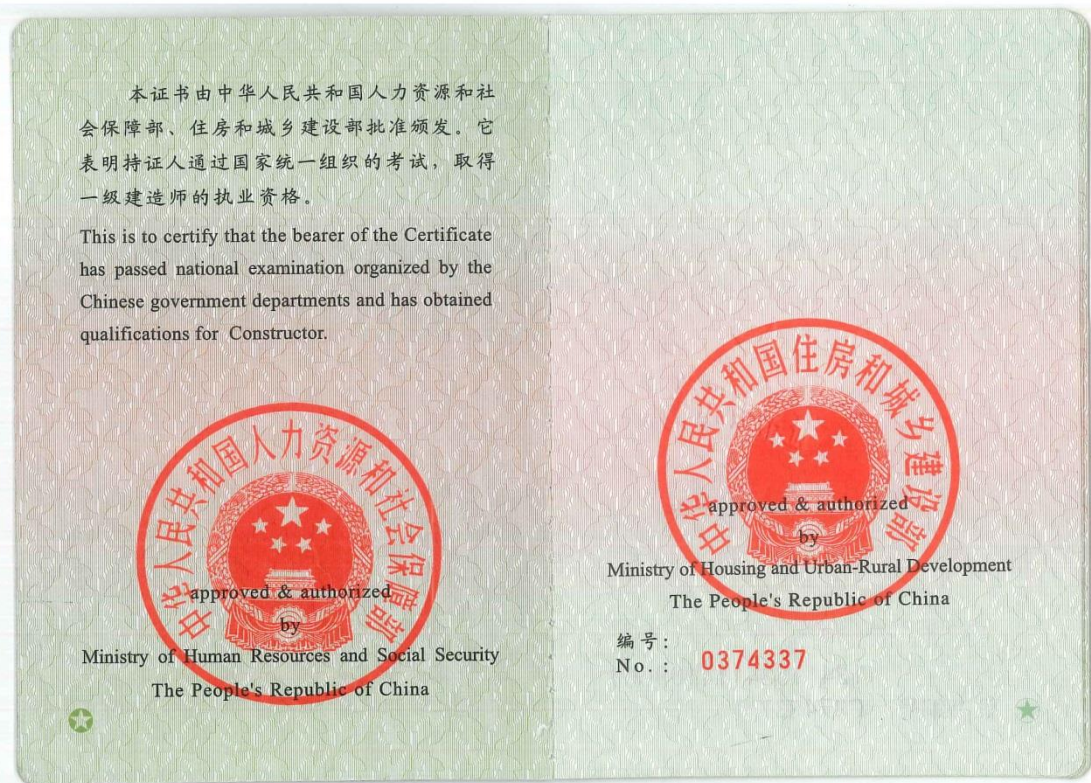 本证书由中华人民共和国人力资源和社
会保障部、住房和城乡建设部批准颁发。它
表明持证人通过国家统一组织的考试，取得
一级建造师的执业资格。
This is to certify that the bearer of the Certificate
has passed national examination organized by the
Chinese government departments and has obtained
qualifications for Constructor.
中华人民共和国人力资源和社会保障部
approved & authorized
by
Ministry of Human Resources and Social Security
The People's Republic of China
中华人民共和国住房和城乡建设部
approved & authorized
by
Ministry of Housing and Urban-Rural Development
The People's Republic of China
编号：
No.: 0374337